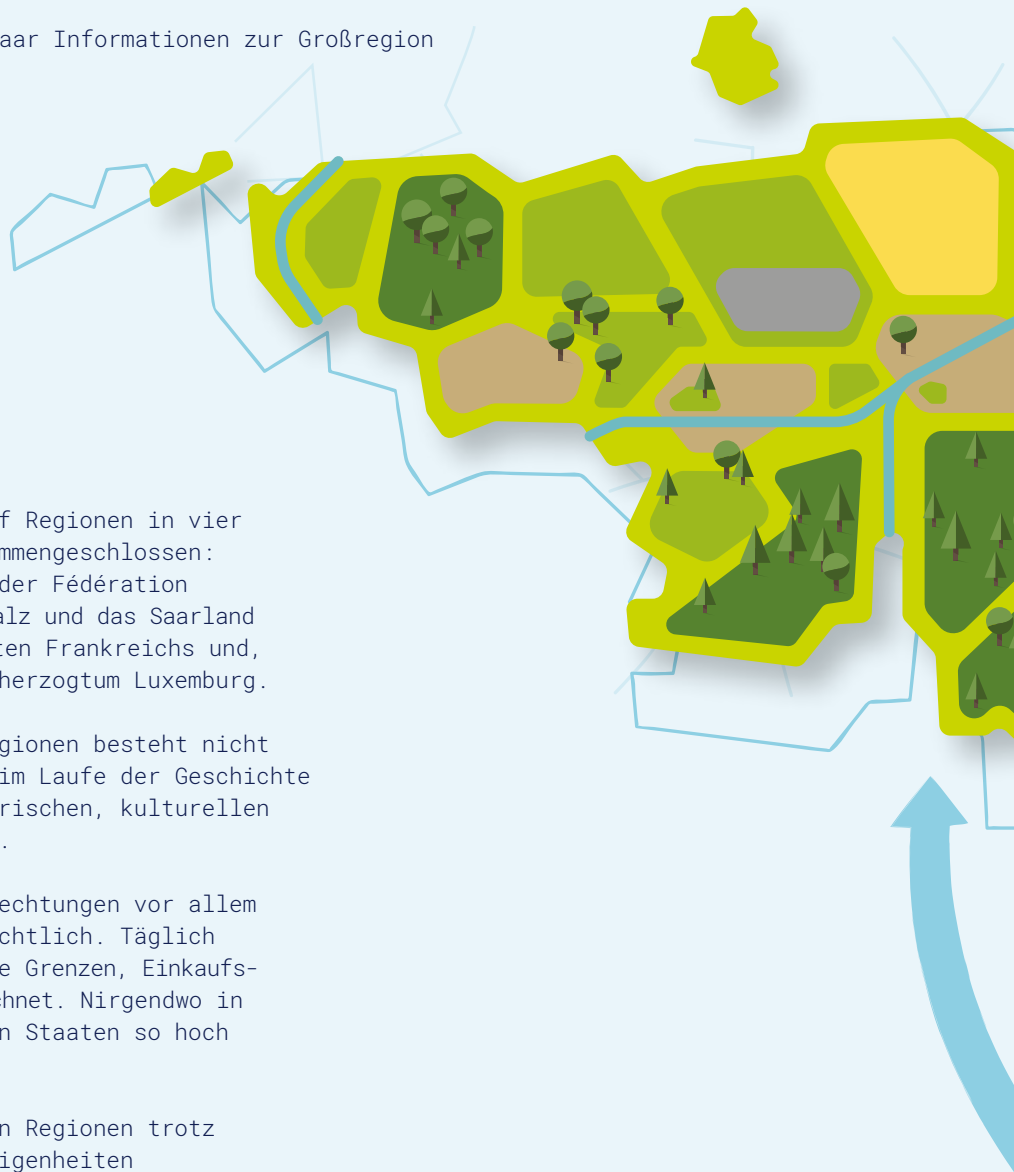 aar Informationen zur Großregion
f Regionen in vier
mmengeschlossen:
der Fédération
alz und das Saarland
ten Frankreichs und,
herzogtum Luxemburg.
gionen besteht nicht
im Laufe der Geschichte
rischen, kulturellen
.
echtungen vor allem
chtlich. Täglich
e Grenzen, Einkaufs-
chnet. Nirgendwo in
n Staaten so hoch
n Regionen trotz
igenheiten